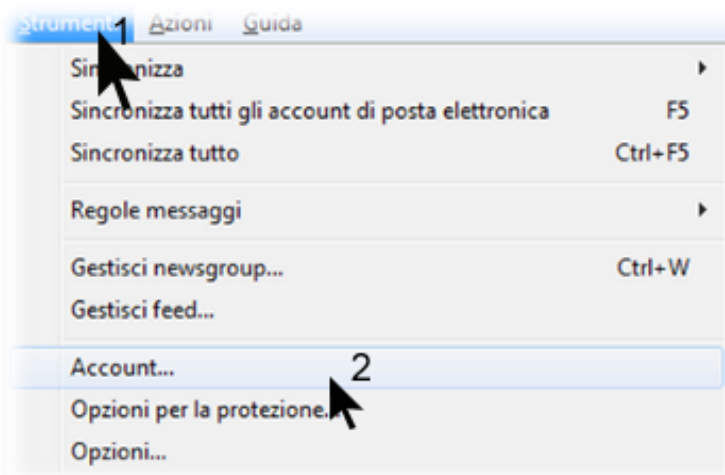 Strumenti 1 Azioni Guida
Sincronizza
Sincronizza tutti gli account di posta elettronica F5
Sincronizza tutto Ctrl+F5
Regole messaggi
Gestisci newsgroup... Ctrl+W
Gestisci feed...
Account... 2
Opzioni per la protezione...
Opzioni...